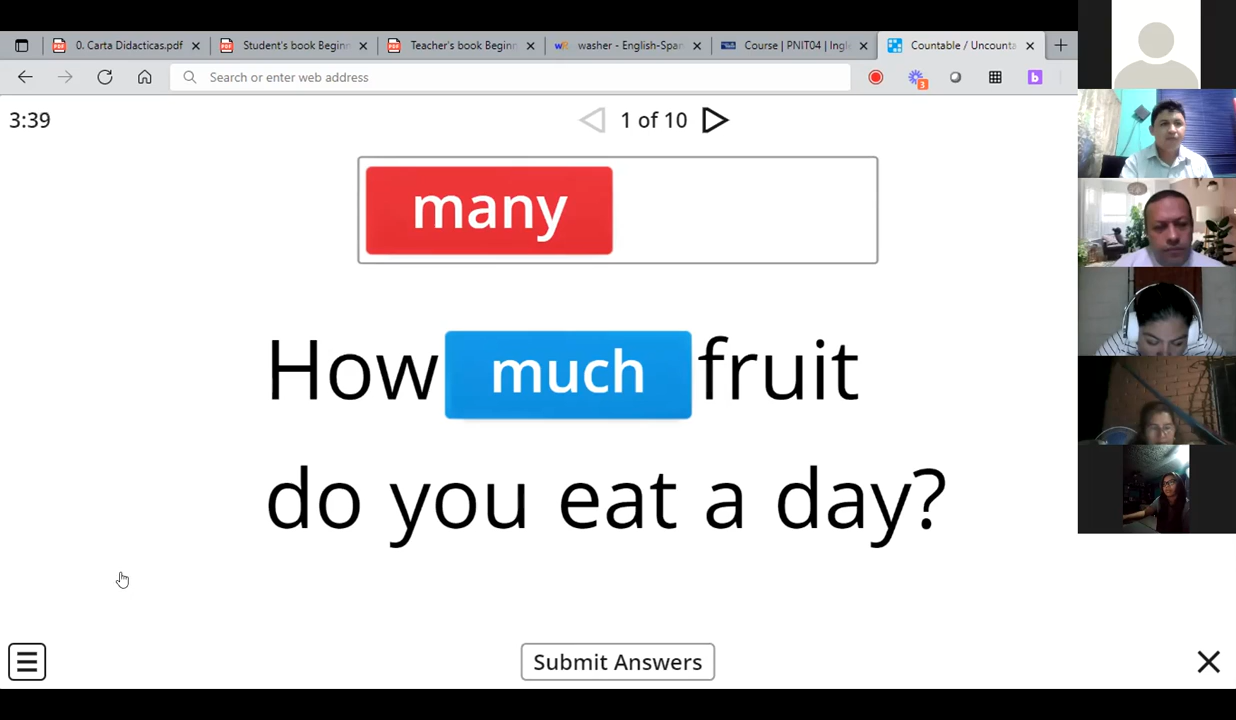 0. Carta Didacticas.pdf
Student's book Beginn
Teacher's book Beginn
wR washer - English-Span
Course | PNIT04 | Ingl
Countable / Uncounta
Search or enter web address
3
b
3:39
1 of 10
many
How much fruit
do you eat a day?
Submit Answers